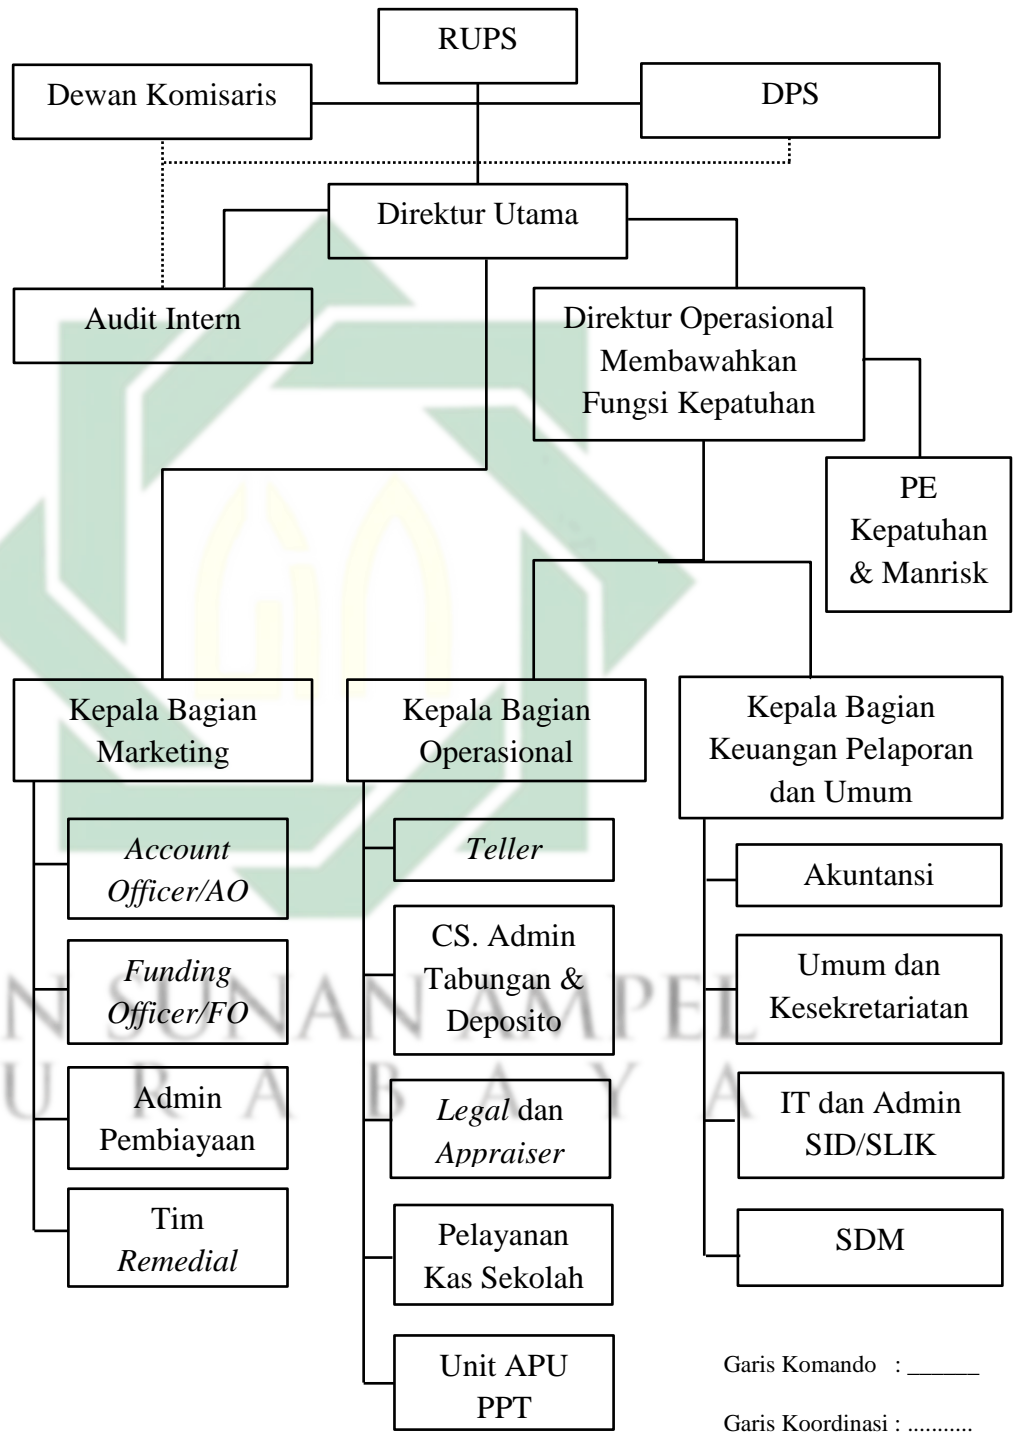 RUPS
Dewan Komisaris
DPS
Direktur Utama
Audit Intern
Direktur Operasional
Membawahkan
Fungsi Kepatuhan
PE
Kepatuhan
& Manrisk
Kepala Bagian
Marketing
Kepala Bagian
Operasional
Kepala Bagian
Keuangan Pelaporan
dan Umum
Account
Officer/AO
Funding
Officer/FO
Admin
Pembiayaan
Tim
Remedial
Teller
CS. Admin
Tabungan &
Deposito
Legal dan
Appraiser
Pelayanan
Kas Sekolah
Unit APU
PPT
Akuntansi
Umum dan
Kesekretariatan
IT dan Admin
SID/SLIK
SDM
Garis Komando : ______
Garis Koordinasi : ...........
N SUNAN AMPEL
U R A B A Y A